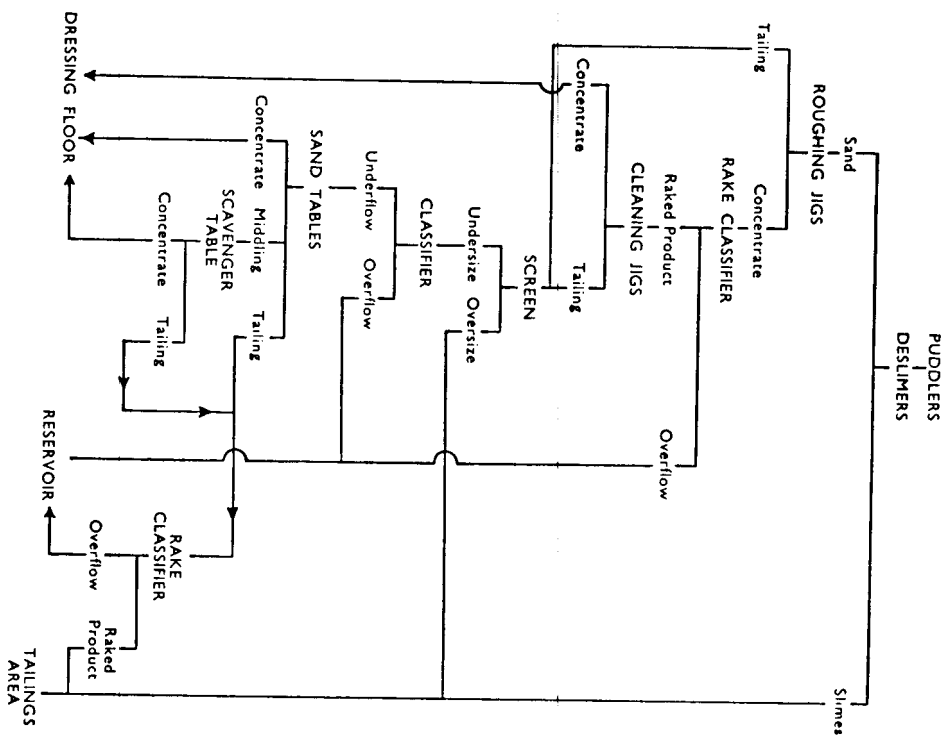 PUDDLERS
DESLIMERS
Sand
Slimes
ROUGHING JIGS
Tailing
Concentrate
RAKE CLASSIFIER
Raked Product
Overflow
CLEANING JIGS
Concentrate
Tailing
SCREEN
Undersize
Oversize
CLASSIFIER
Underflow
Overflow
SAND TABLES
Concentrate
Middling
Tailing
SCAVENGER
TABLE
Concentrate
Tailing
RAKE
CLASSIFIER
Overflow
Raked
Product
DRESSING FLOOR
RESERVOIR
TAILINGS
AREA